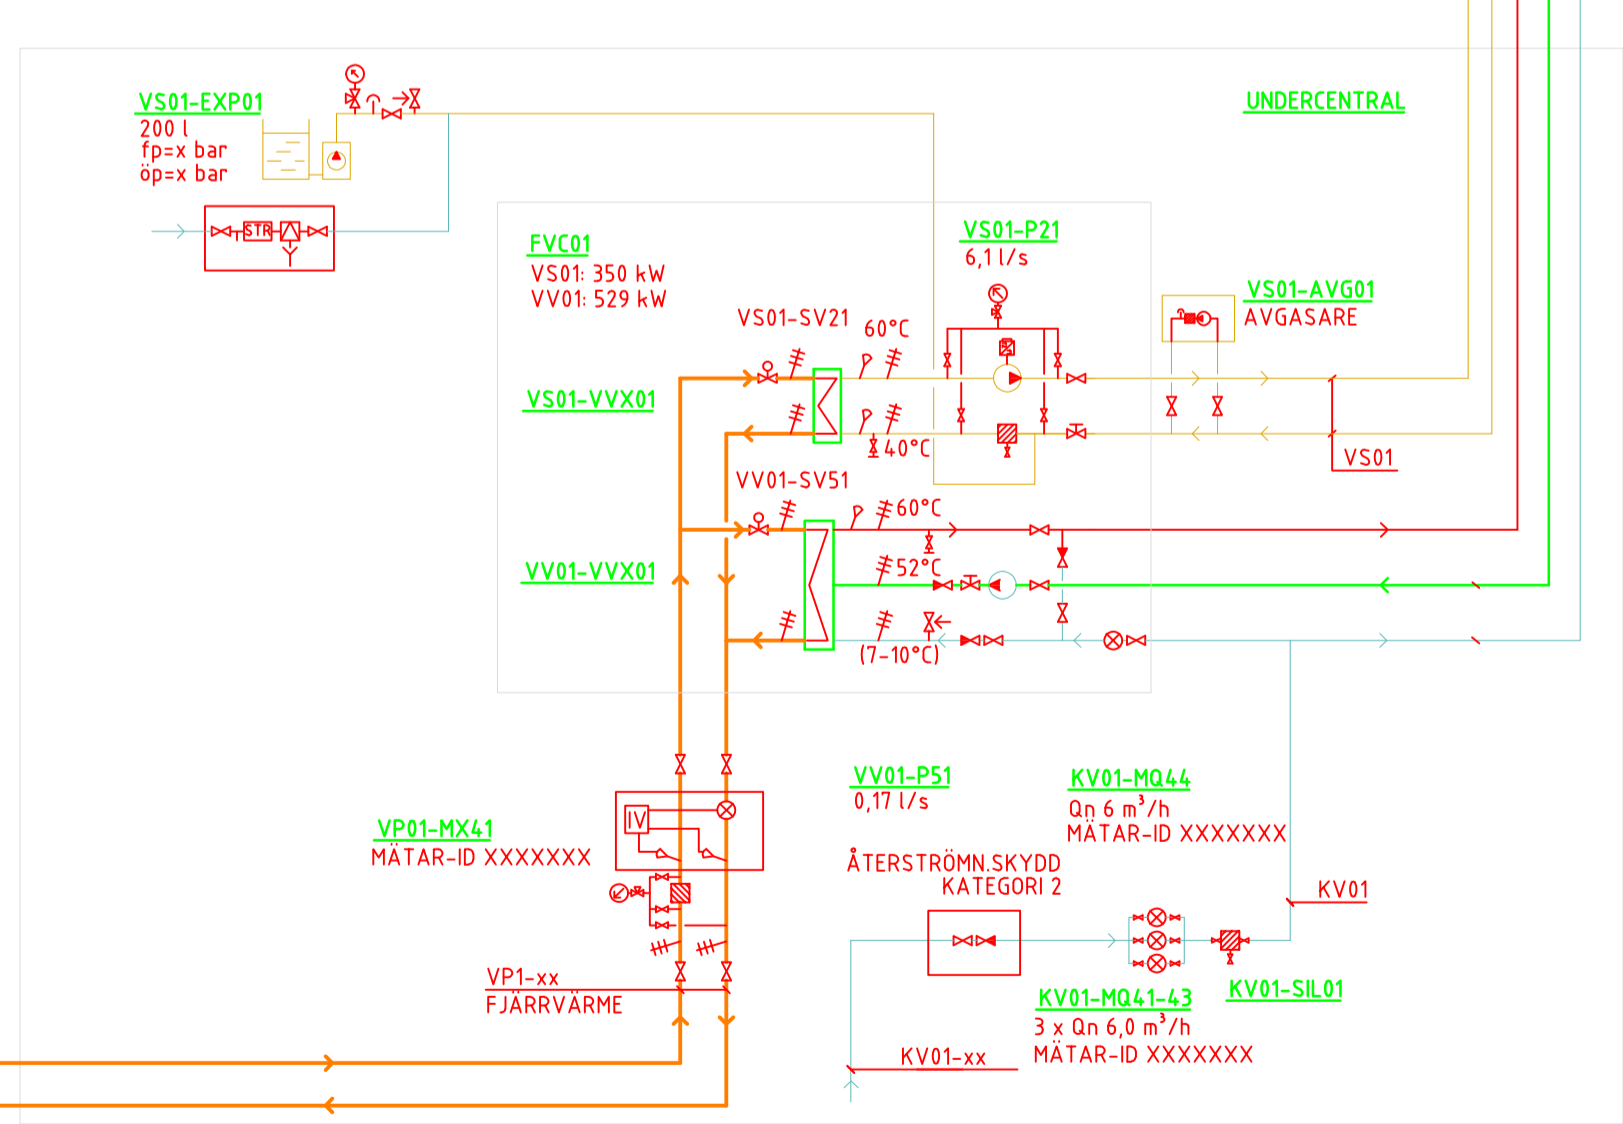 VS01-EXP01
200 l
fp=x bar
öp=x bar
STR
UNDERCENTRAL
FVC01
VS01: 350 kW
VV01: 529 kW
VS01-P21
6,1 l/s
VS01-AVG01
AVGASARE
VS01-SV21
60°C
VS01-VVX01
40°C
VS01
VV01-SV51
60°C
VV01-VVX01
52°C
(7-10°C)
VP01-MX41
MÄTAR-ID XXXXXXX
IV
VV01-P51
0,17 l/s
KV01-MQ44
Qn 6 m³/h
MÄTAR-ID XXXXXXX
ÅTERSTRÖMN.SKYDD
KATEGORI 2
KV01
VP1-xx
FJÄRRVÄRME
KV01-SIL01
KV01-MQ41-43
3 x Qn 6,0 m³/h
MÄTAR-ID XXXXXXX
KV01-xx